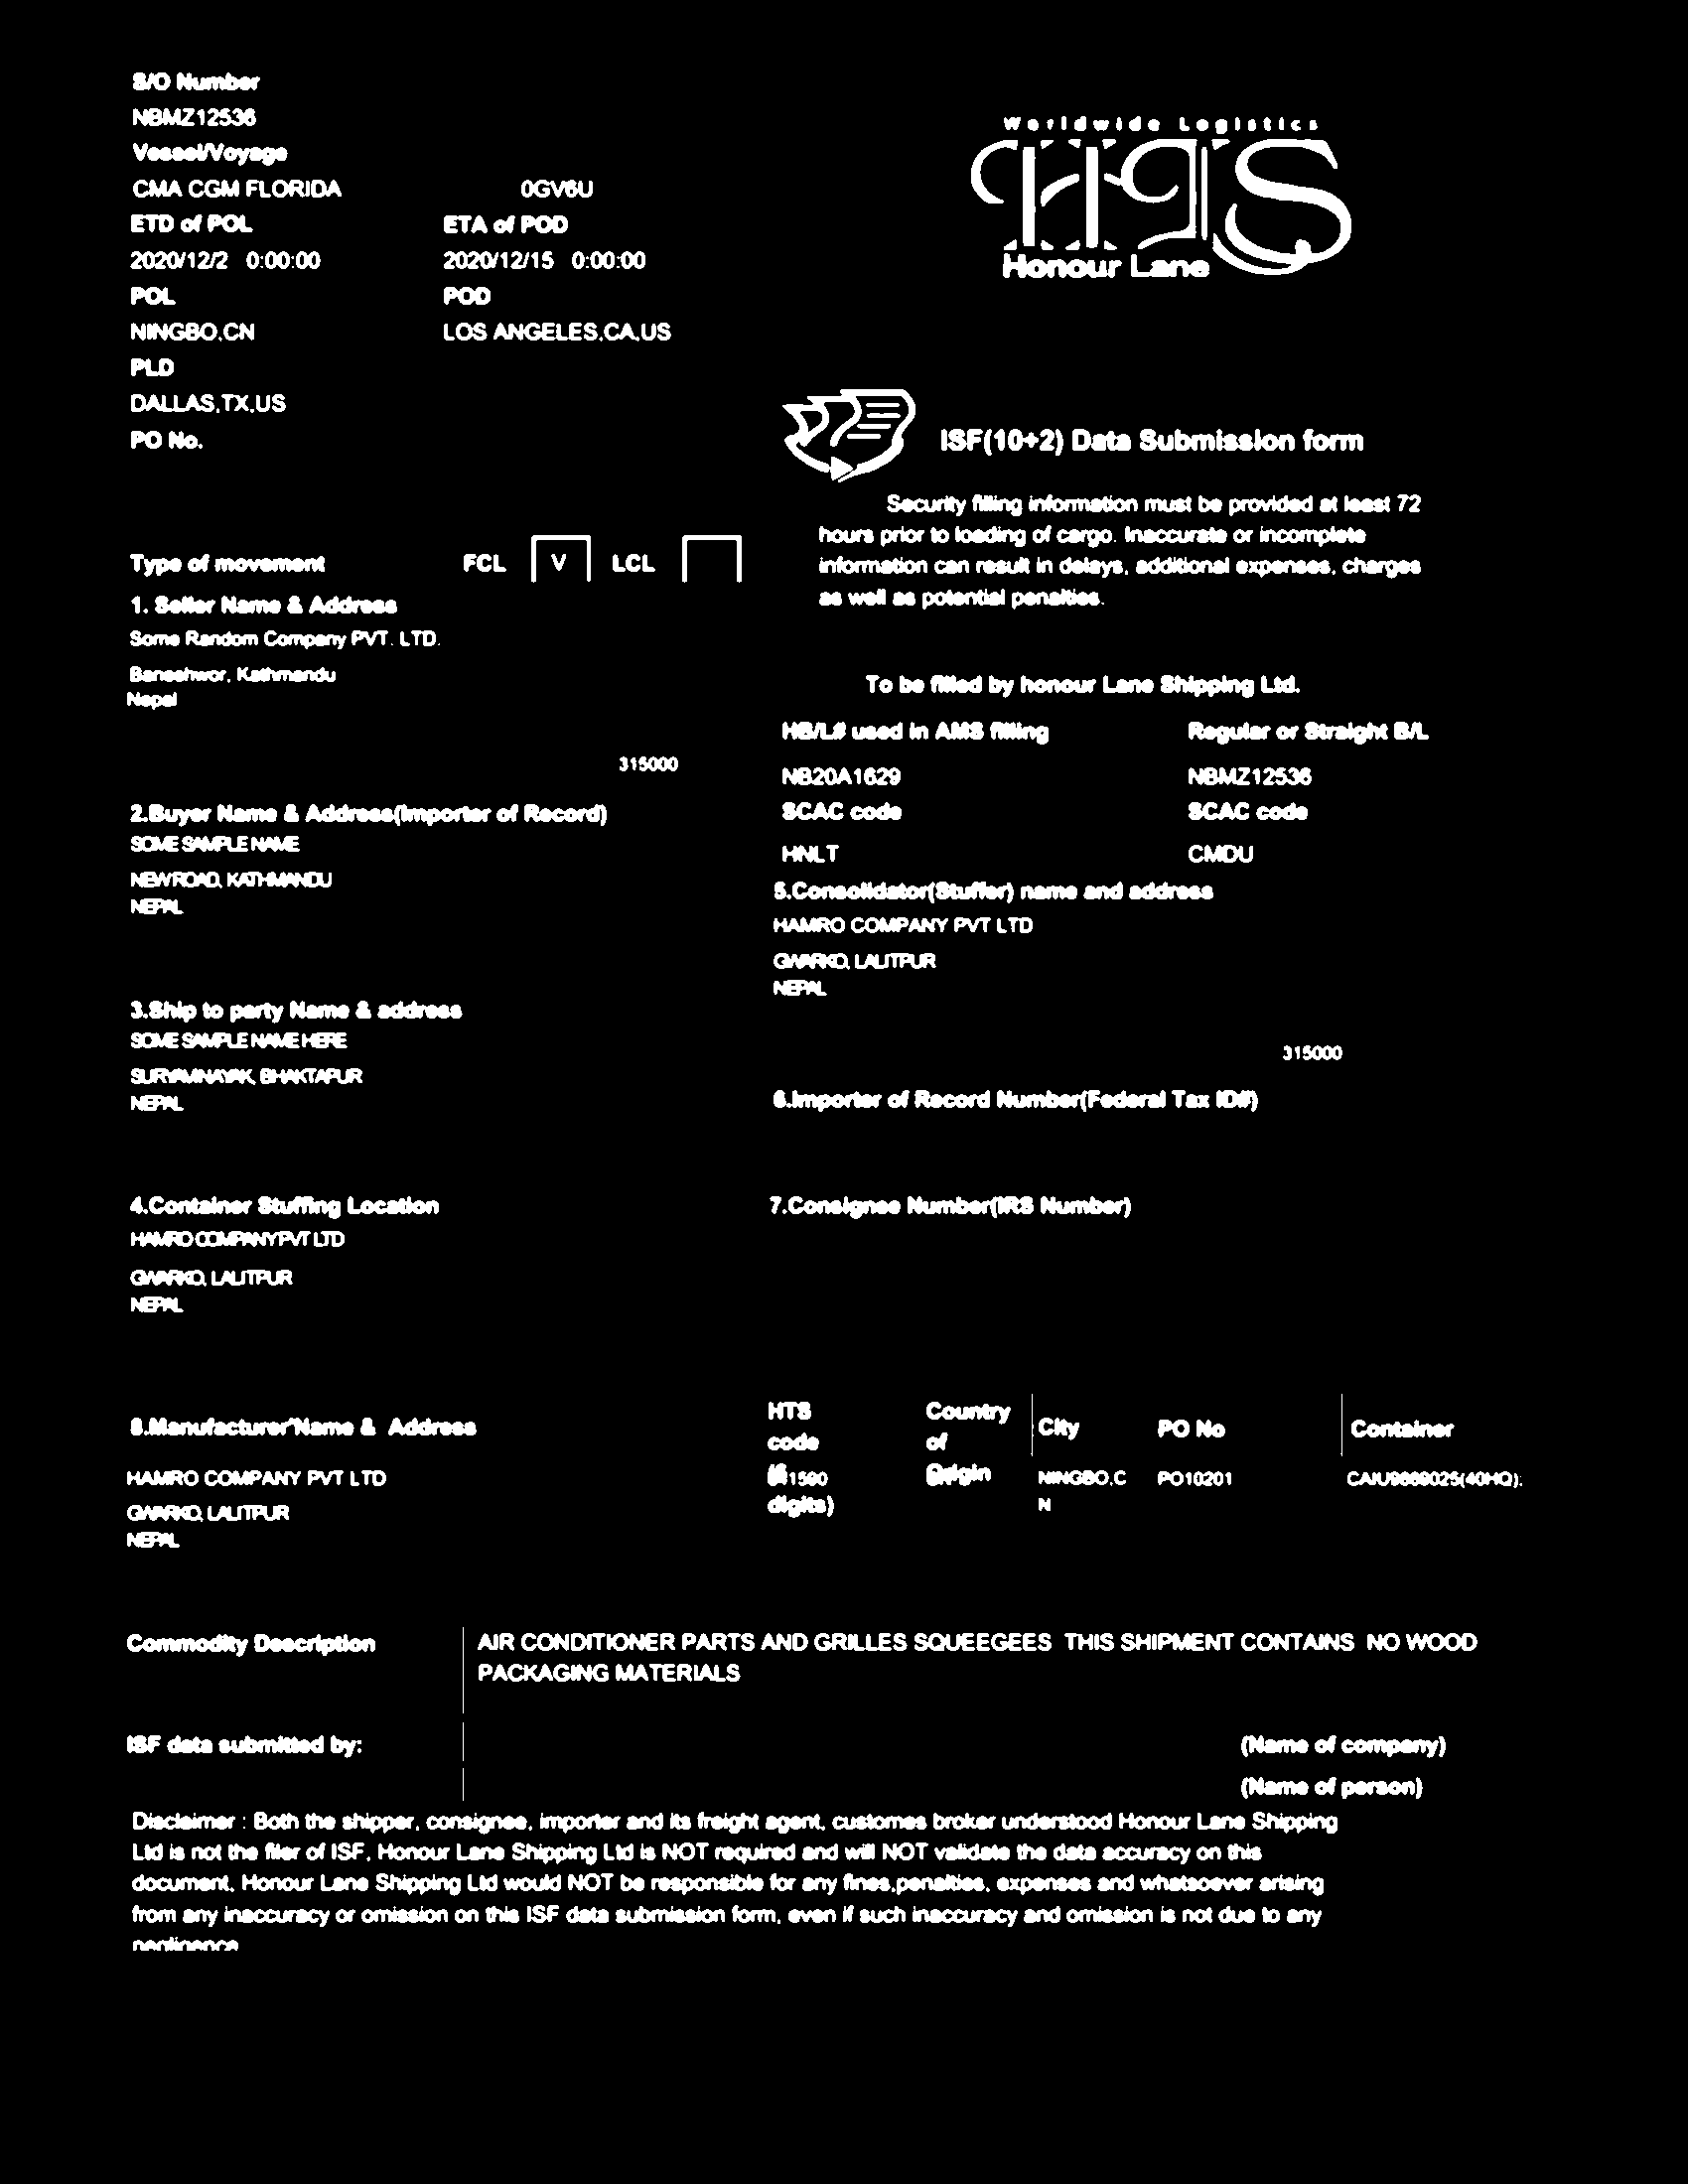 S/O Number
NBMZ12536
Vessel/Voyage
CMA CGM FLORIDA 0GV6U
ETD of POL ETA of POD
2020/12/2 0:00:00 2020/12/15 0:00:00
POL POD
NINGBO,CN LOS ANGELES,CA,US
PLD
DALLAS,TX,US
PO No.
Worldwide Logistics
HLS
Honour Lane
ISF(10+2) Data Submission form
Security filling information must be provided at least 72
hours prior to loading of cargo. Inaccurate or incomplete
information can result in delays, additional expenses, charges
as well as potential penalties.
Type of movement FCL V LCL
1. Seller Name & Address
Some Random Company PVT. LTD.
Baneshwor, Kathmandu
Nepal
315000
To be filled by honour Lane Shipping Ltd.
HB/L# used in AMS filling Regular or Straight B/L
NB20A1629 NBMZ12536
SCAC code SCAC code
HNLT CMDU
2.Buyer Name & Address(Importer of Record)
SOME SAMPLE NAME
NEWROAD, KATHMANDU
NEPAL
5.Consolidator(Stuffer) name and address
HAMRO COMPANY PVT LTD
GWARKO, LALITPUR
NEPAL
315000
3.Ship to party Name & address
SOME SAMPLE NAME HERE
SURYAVINAYAK, BHAKTAPUR
NEPAL
6.Importer of Record Number(Federal Tax ID#)
4.Container Stuffing Location
HAMRO COMPANY PVT LTD
GWARKO, LALITPUR
NEPAL
7.Consignee Number(IRS Number)
8.Manufacturer'Name & Address
HTS code digits) Country of Origin City PO No Container
HAMRO COMPANY PVT LTD
GWARKO, LALITPUR
NEPAL
NINGBO,C PO10201 CAIU9869025(40HQ);
N
Commodity Description AIR CONDITIONER PARTS AND GRILLES SQUEEGEES THIS SHIPMENT CONTAINS NO WOOD
PACKAGING MATERIALS
ISF data submitted by: (Name of company)
(Name of person)
Disclaimer : Both the shipper, consignee, importer and its freight agent, customes broker understood Honour Lane Shipping
Ltd is not the filer of ISF, Honour Lane Shipping Ltd is NOT required and will NOT validate the data accuracy on this
document, Honour Lane Shipping Ltd would NOT be responsible for any fines,penalties, expenses and whatsoever arising
from any inaccuracy or omission on this ISF data submission form, even if such inaccuracy and omission is not due to any
negligence